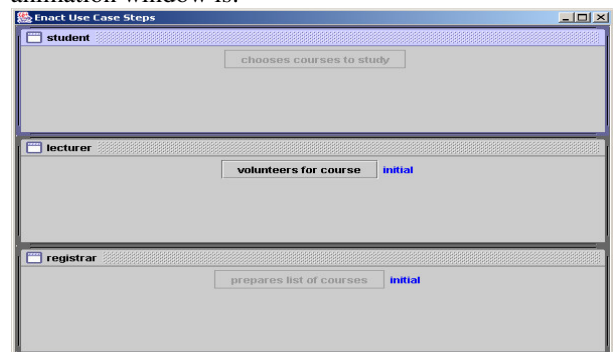 animation window is:
Enact Use Case Steps
student
chooses courses to study
lecturer
volunteers for course initial
registrar
prepares list of courses initial